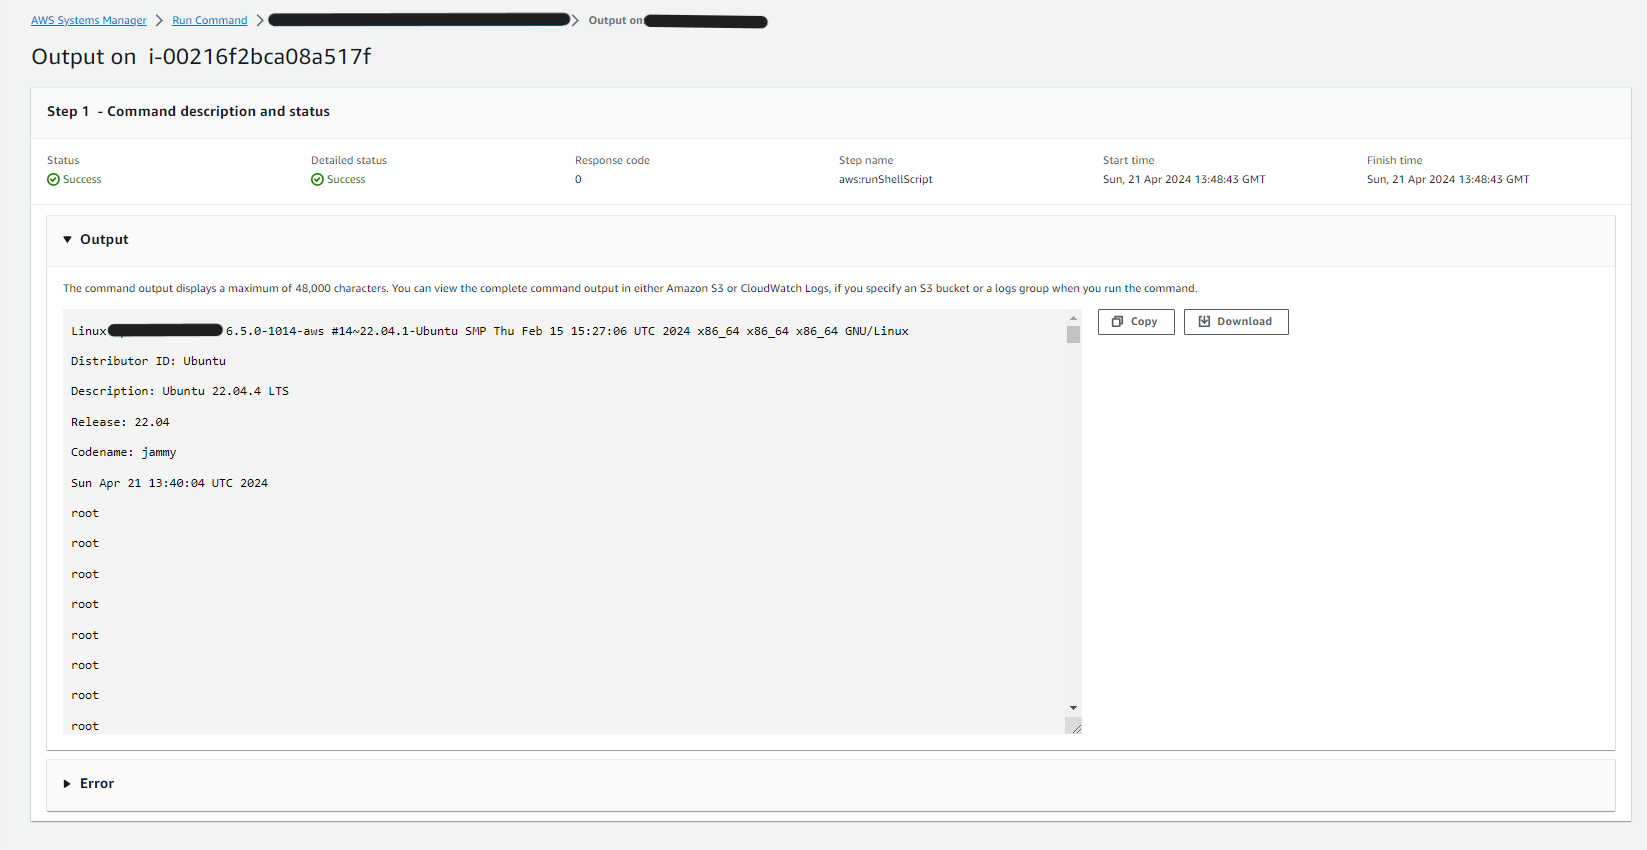 AWS Systems Manager > Run Command > > Output on:
Output on i-00216f2bca08a517f
Step 1 - Command description and status
Status Detailed status Response code Step name Start time Finish time
Success Success 0 aws:runShellScript Sun, 21 Apr 2024 13:48:43 GMT Sun, 21 Apr 2024 13:48:43 GMT
Output
The command output displays a maximum of 48,000 characters. You can view the complete command output in either Amazon S3 or CloudWatch Logs, if you specify an S3 bucket or a logs group when you run the command.
Copy Download
Linux 6.5.0-1014-aws #14~22.04.1-Ubuntu SMP Thu Feb 15 15:27:06 UTC 2024 x86_64 x86_64 x86_64 GNU/Linux
Distributor ID: Ubuntu
Description: Ubuntu 22.04.4 LTS
Release: 22.04
Codename: jammy
Sun Apr 21 13:40:04 UTC 2024
root
root
root
root
root
root
root
root
Error